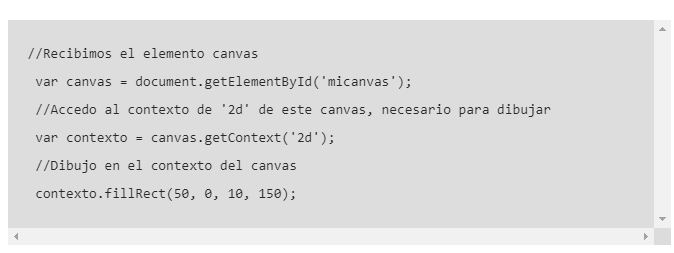 //Recibimos el elemento canvas
var canvas = document.getElementById('micanvas');
//Accedo al contexto de '2d' de este canvas, necesario para dibujar
var contexto = canvas.getContext('2d');
//Dibujo en el contexto del canvas
contexto.fillRect(50, 0, 10, 150);